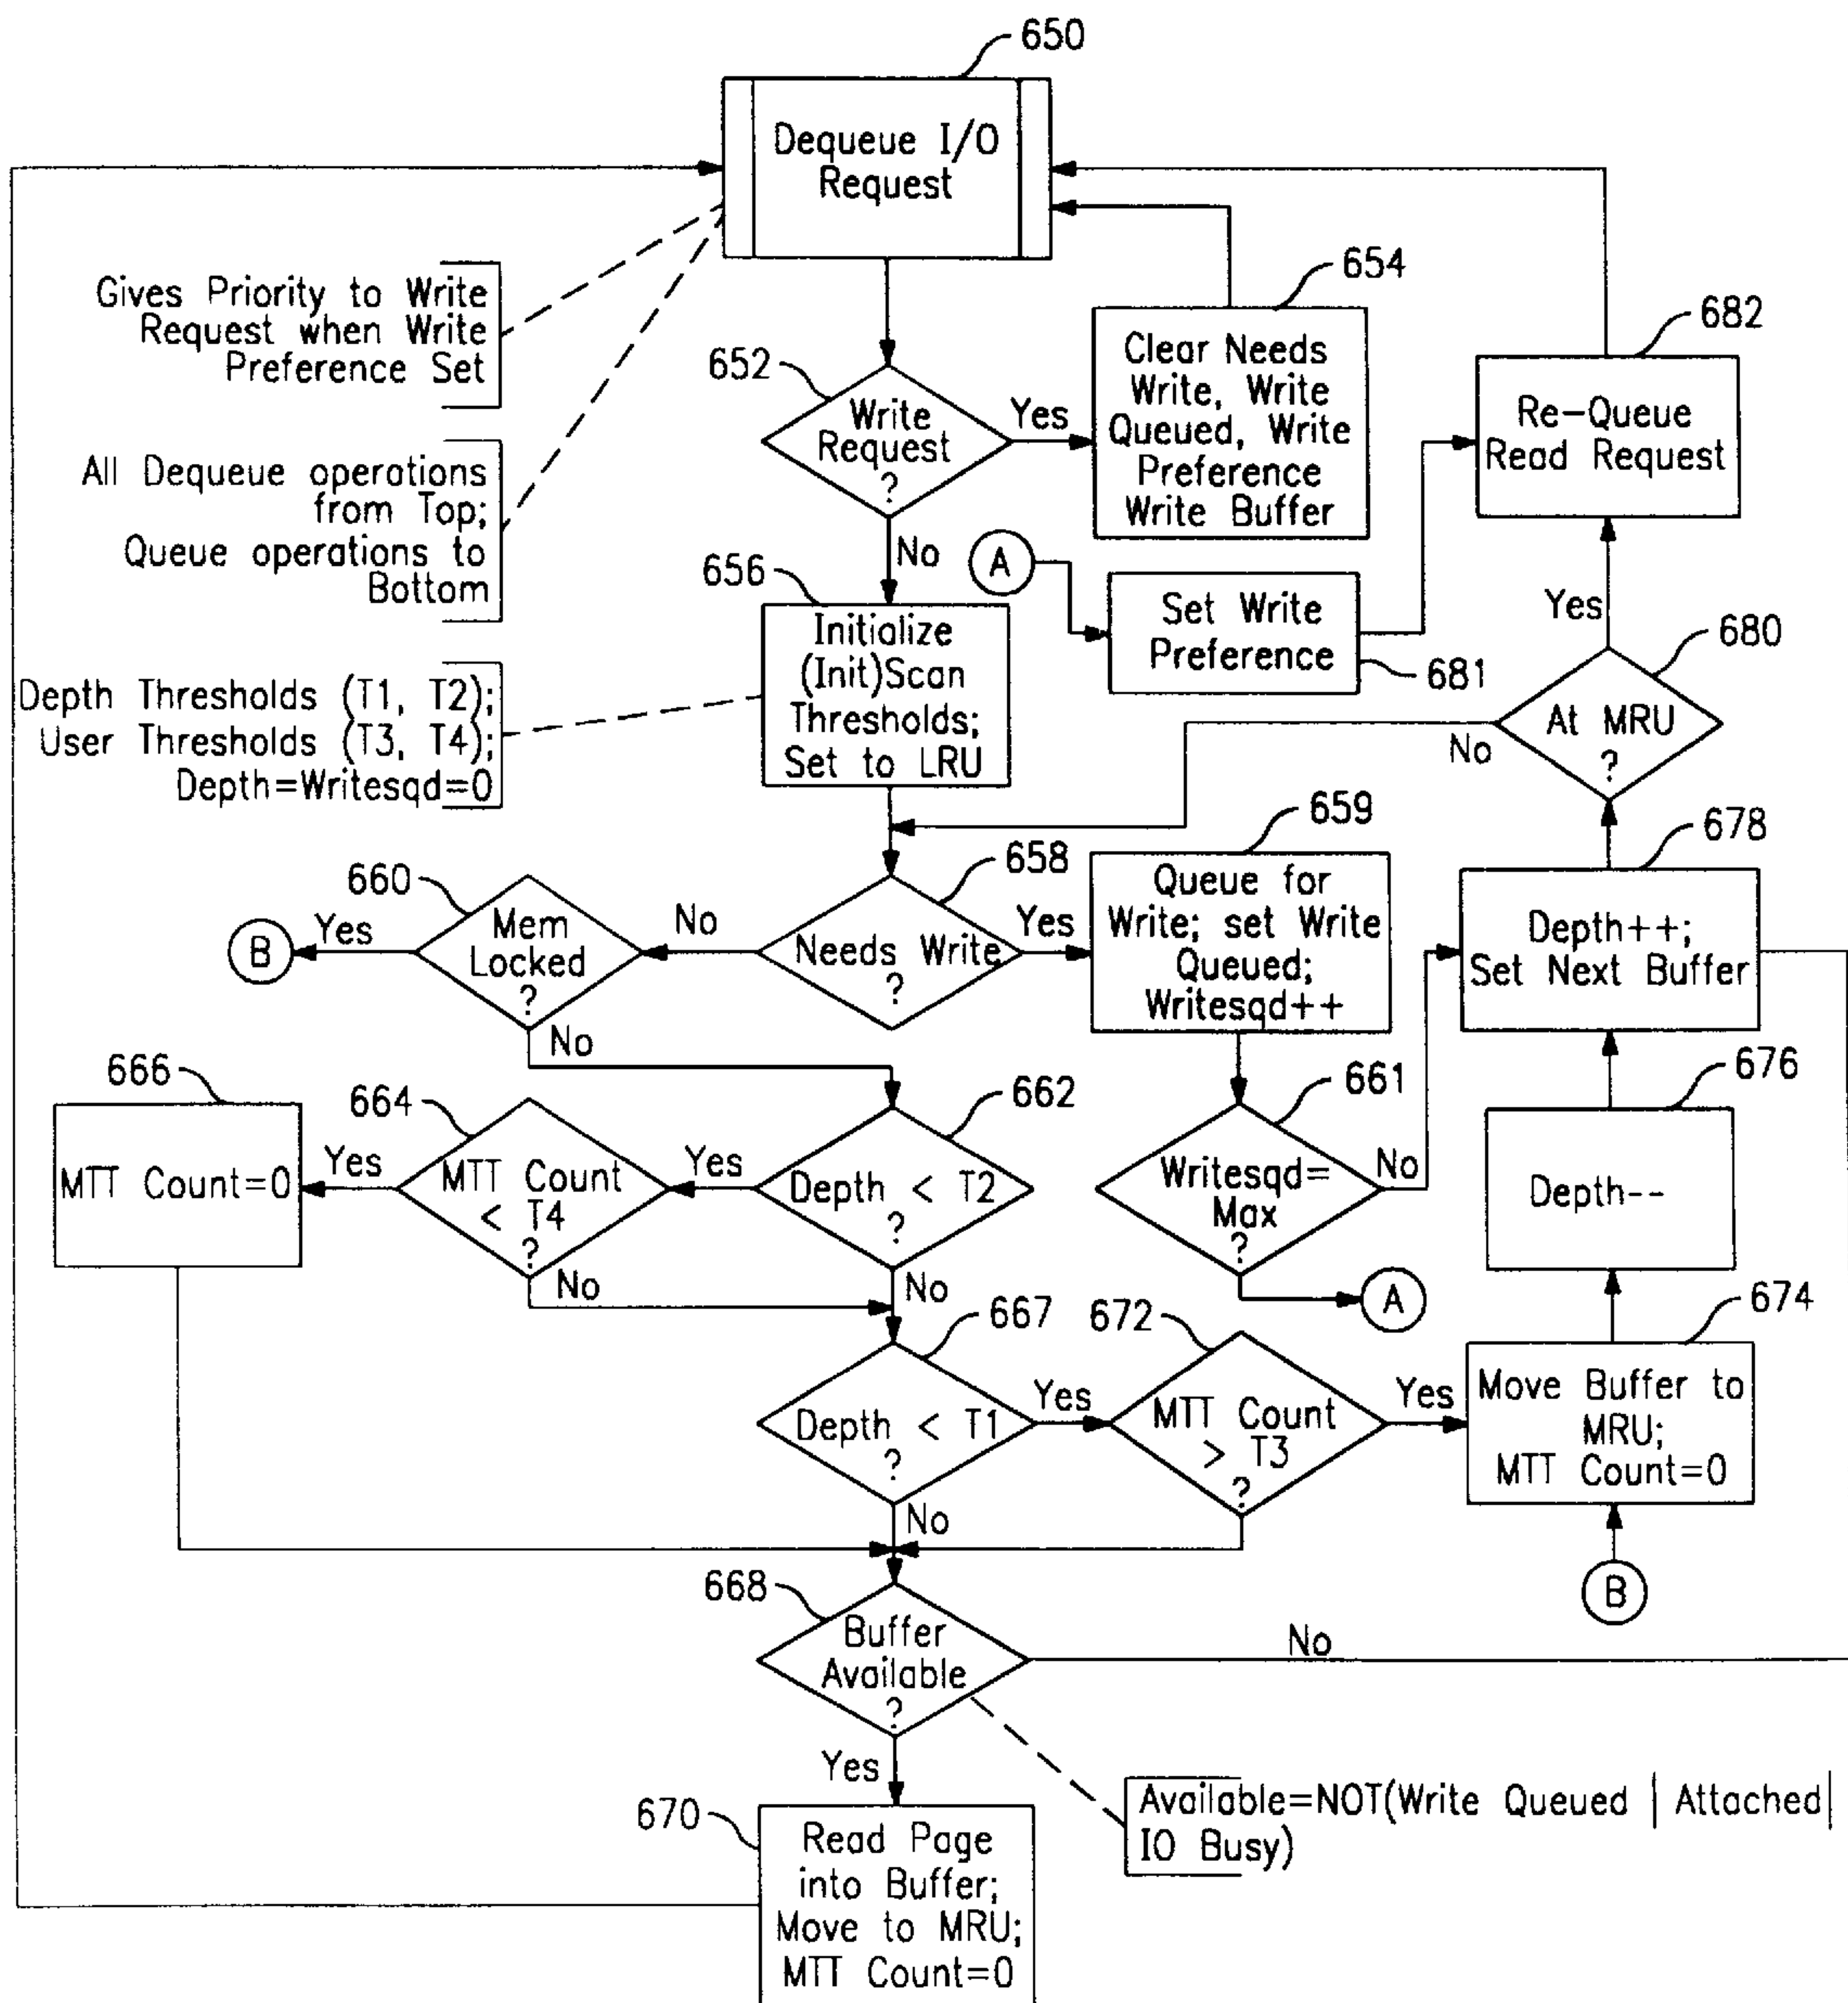 650
Dequeue I/O
Request
Gives Priority to Write
Request when Write
Preference Set
654
Clear Needs
Write, Write
Queued, Write
Preference
Write Buffer
682
Re-Queue
Read Request
652
Write
Request
?
Yes
No
All Dequeue operations
from Top;
Queue operations to
Bottom
A
656
Initialize
(Init)Scan
Thresholds;
Set to LRU
Set Write
Preference
681
Yes
680
At MRU
?
No
Depth Thresholds (T1, T2);
User Thresholds (T3, T4);
Depth=Writesqd=0
660
Mem
Locked
?
Yes
B
No
658
Needs Write
?
No
Yes
659
Queue for
Write; set Write
Queued;
Writesqd++
678
Depth++;
Set Next Buffer
666
MTT Count=0
664
MTT Count
< T4
?
Yes
No
662
Depth < T2
?
Yes
No
661
Writesqd=
Max
?
No
A
676
Depth--
667
Depth < T1
?
Yes
No
672
MTT Count
> T3
?
Yes
674
Move Buffer to
MRU;
MTT Count=0
B
668
Buffer
Available
?
No
Yes
Available=NOT(Write Queued | Attached|
IO Busy)
670
Read Page
into Buffer;
Move to MRU;
MTT Count=0